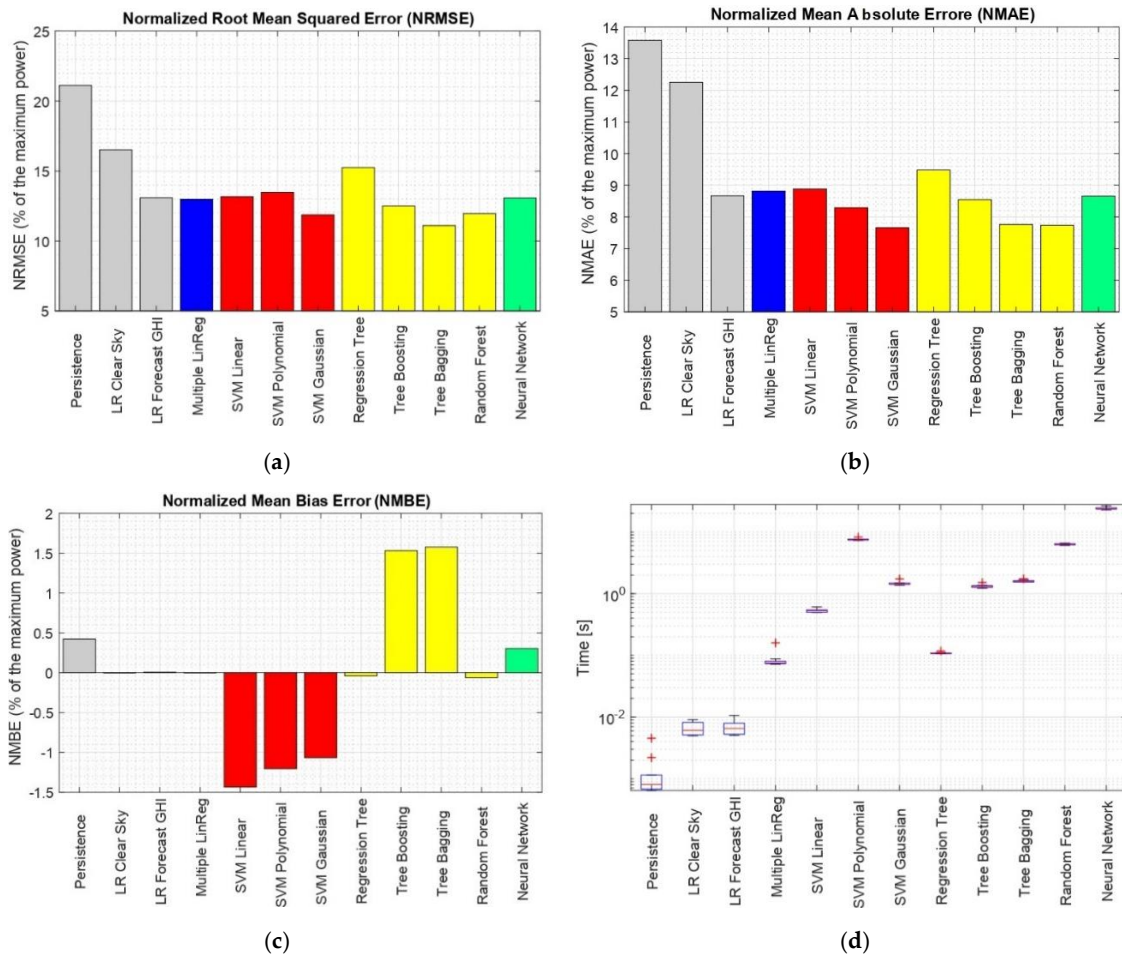 Normalized Root Mean Squared Error (NRMSE)
NRMSE (% of the maximum power)
25
20
15
10
5
Persistence
LR Clear Sky
LR Forecast GHI
Multiple LinReg
SVM Linear
SVM Polynomial
SVM Gaussian
Regression Tree
Tree Boosting
Tree Bagging
Random Forest
Neural Network
(a)
Normalized Mean A bsolute Errore (NMAE)
NMAE (% of the maximum power)
14
13
12
11
10
9
8
7
6
5
Persistence
LR Clear Sky
LR Forecast GHI
Multiple LinReg
SVM Linear
SVM Polynomial
SVM Gaussian
Regression Tree
Tree Boosting
Tree Bagging
Random Forest
Neural Network
(b)
Normalized Mean Bias Error (NMBE)
NMBE (% of the maximum power)
2
1.5
1
0.5
0
-0.5
-1
-1.5
Persistence
LR Clear Sky
LR Forecast GHI
Multiple LinReg
SVM Linear
SVM Polynomial
SVM Gaussian
Regression Tree
Tree Boosting
Tree Bagging
Random Forest
Neural Network
(c)
Time [s]
10^0
10^-2
Persistence
LR Clear Sky
LR Forecast GHI
Multiple LinReg
SVM Linear
SVM Polynomial
SVM Gaussian
Regression Tree
Tree Boosting
Tree Bagging
Random Forest
Neural Network
(d)